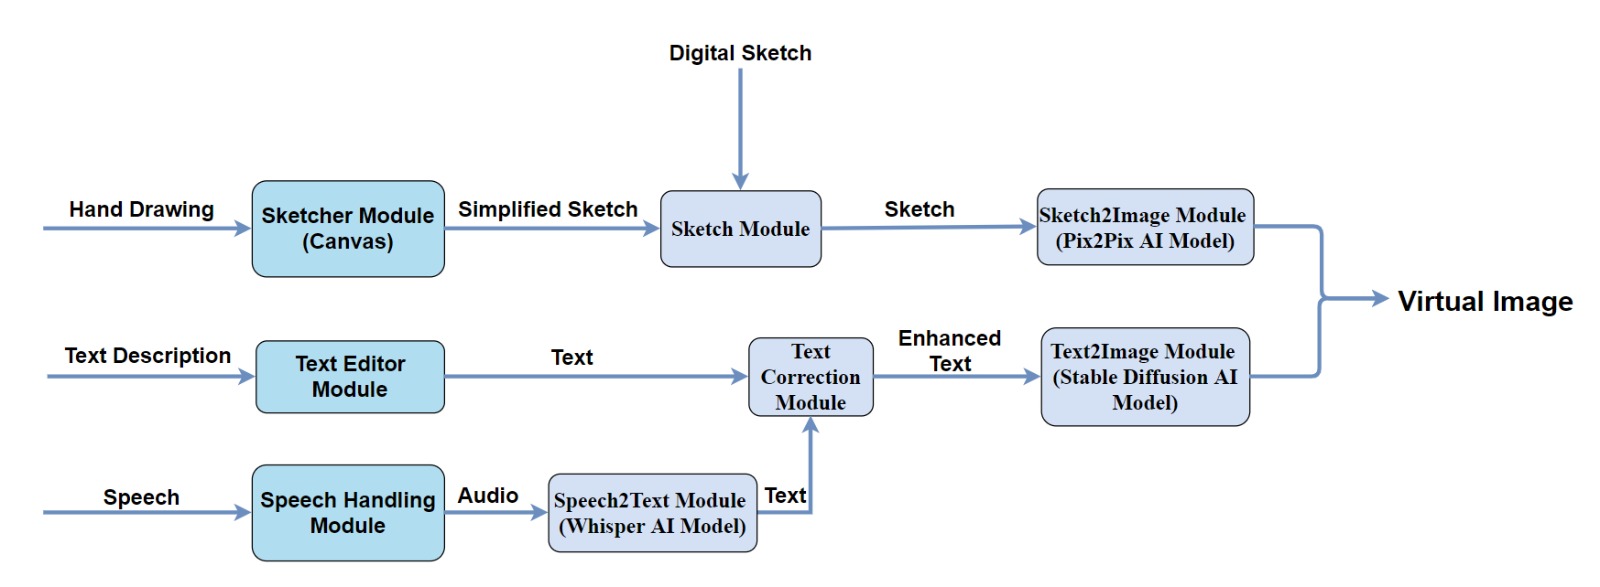 Digital Sketch
Hand Drawing
Sketcher Module
(Canvas)
Simplified Sketch
Sketch Module
Sketch
Sketch2Image Module
(Pix2Pix AI Model)
Virtual Image
Text Description
Text Editor
Module
Text
Text
Correction
Module
Enhanced
Text
Text2Image Module
(Stable Diffusion AI
Model)
Speech
Speech Handling
Module
Audio
Speech2Text Module
(Whisper AI Model)
Text